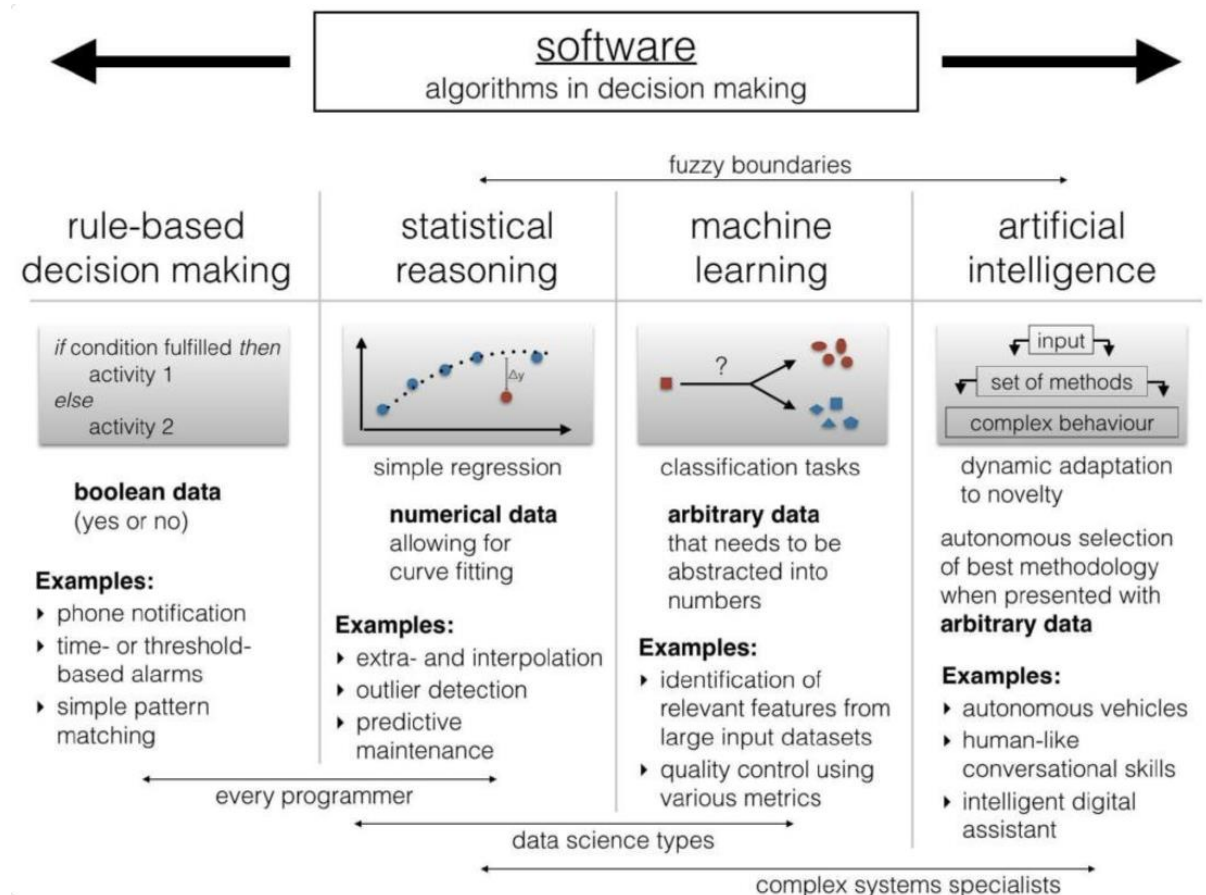 software
algorithms in decision making
fuzzy boundaries
rule-based
decision making
if condition fulfilled then
activity 1
else
activity 2
boolean data
(yes or no)
Examples:
‣ phone notification
‣ time- or threshold-
based alarms
‣ simple pattern
matching
statistical
reasoning
Δy
simple regression
numerical data
allowing for
curve fitting
Examples:
‣ extra- and interpolation
‣ outlier detection
‣ predictive
maintenance
machine
learning
?
classification tasks
arbitrary data
that needs to be
abstracted into
numbers
Examples:
‣ identification of
relevant features from
large input datasets
‣ quality control using
various metrics
artificial
intelligence
input
set of methods
complex behaviour
dynamic adaptation
to novelty
autonomous selection
of best methodology
when presented with
arbitrary data
Examples:
‣ autonomous vehicles
‣ human-like
conversational skills
‣ intelligent digital
assistant
every programmer
data science types
complex systems specialists